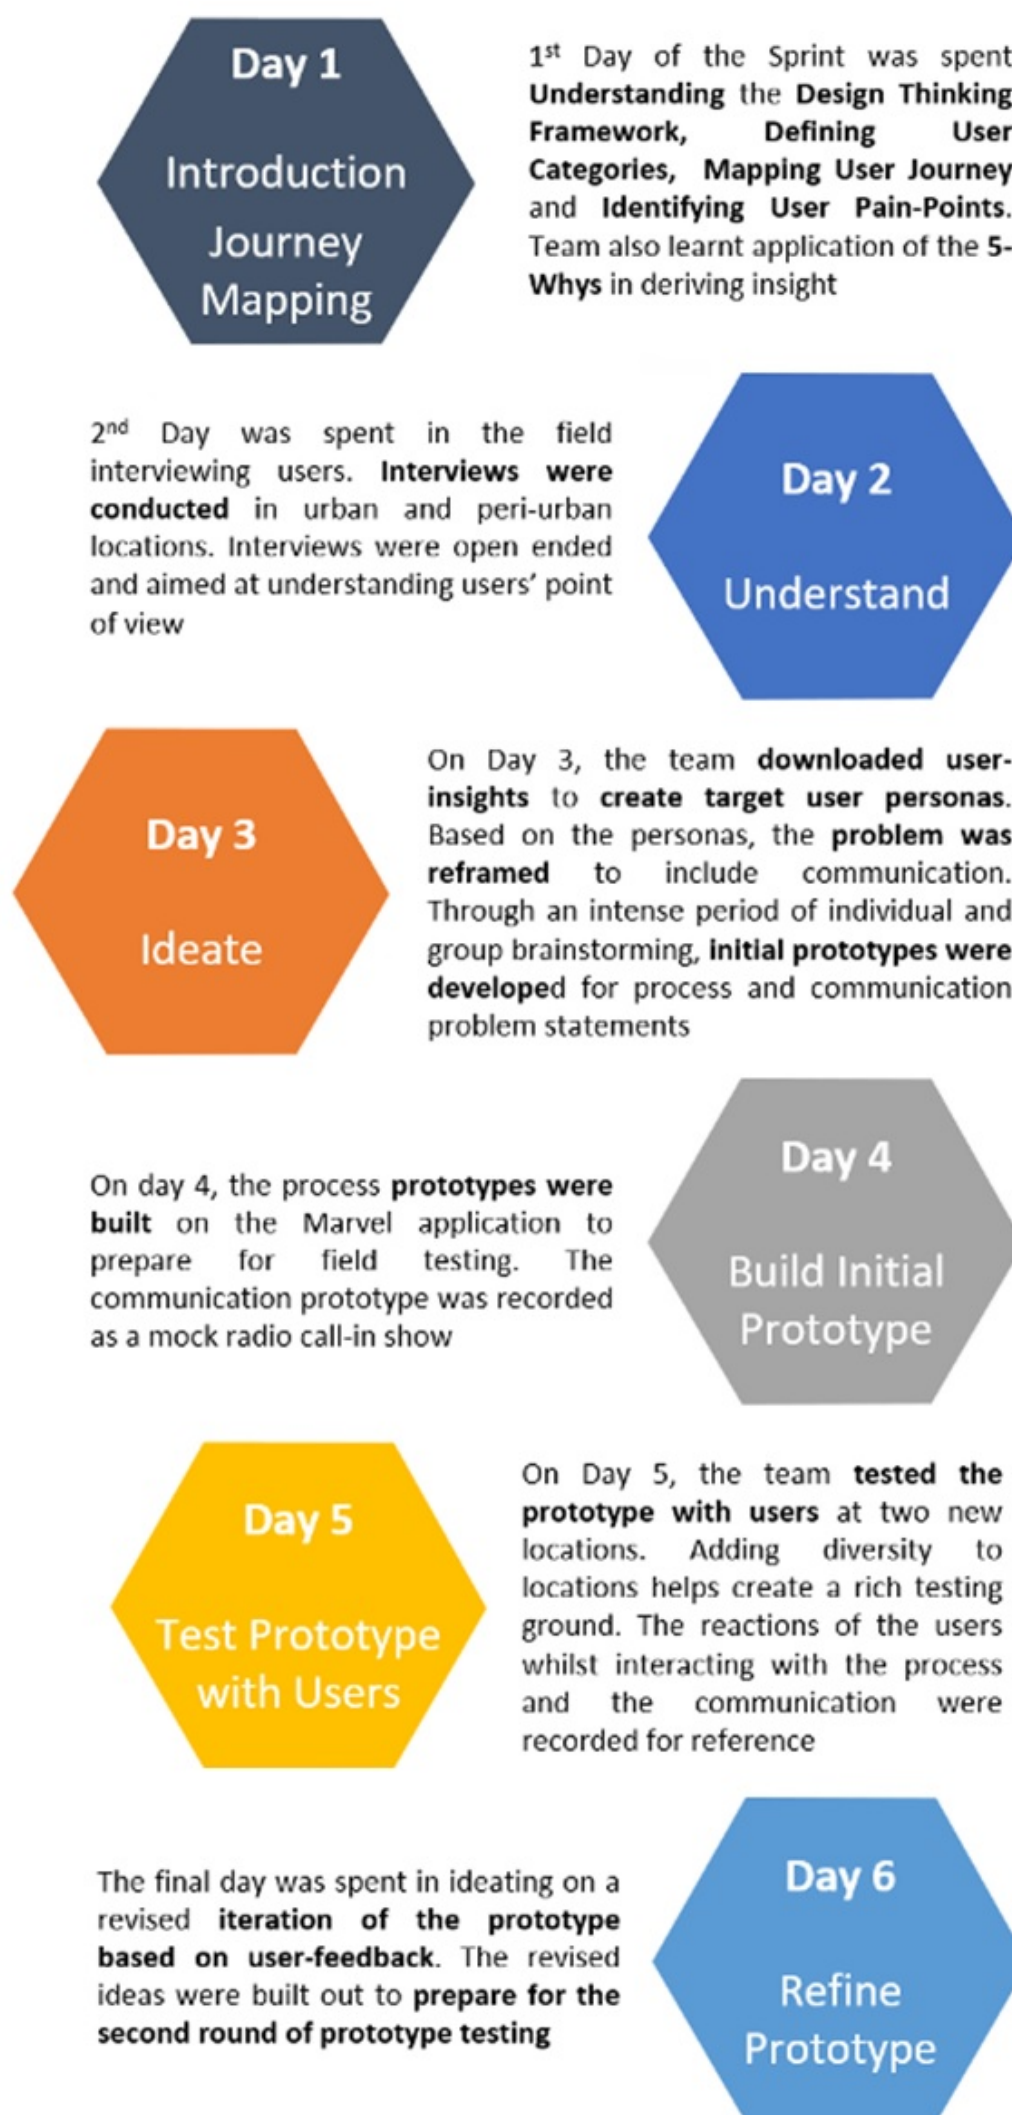 Day 1
Introduction
Journey
Mapping
1st Day of the Sprint was spent
Understanding the Design Thinking
Framework, Defining User
Categories, Mapping User Journey
and Identifying User Pain-Points.
Team also learnt application of the 5-
Whys in deriving insight
2nd Day was spent in the field
interviewing users. Interviews were
conducted in urban and peri-urban
locations. Interviews were open ended
and aimed at understanding users’ point
of view
Day 2
Understand
Day 3
Ideate
On Day 3, the team downloaded user-
insights to create target user personas.
Based on the personas, the problem was
reframed to include communication.
Through an intense period of individual and
group brainstorming, initial prototypes were
developed for process and communication
problem statements
On day 4, the process prototypes were
built on the Marvel application to
prepare for field testing. The
communication prototype was recorded
as a mock radio call-in show
Day 4
Build Initial
Prototype
Day 5
Test Prototype
with Users
On Day 5, the team tested the
prototype with users at two new
locations. Adding diversity to
locations helps create a rich testing
ground. The reactions of the users
whilst interacting with the process
and the communication were
recorded for reference
The final day was spent in ideating on a
revised iteration of the prototype
based on user-feedback. The revised
ideas were built out to prepare for the
second round of prototype testing
Day 6
Refine
Prototype